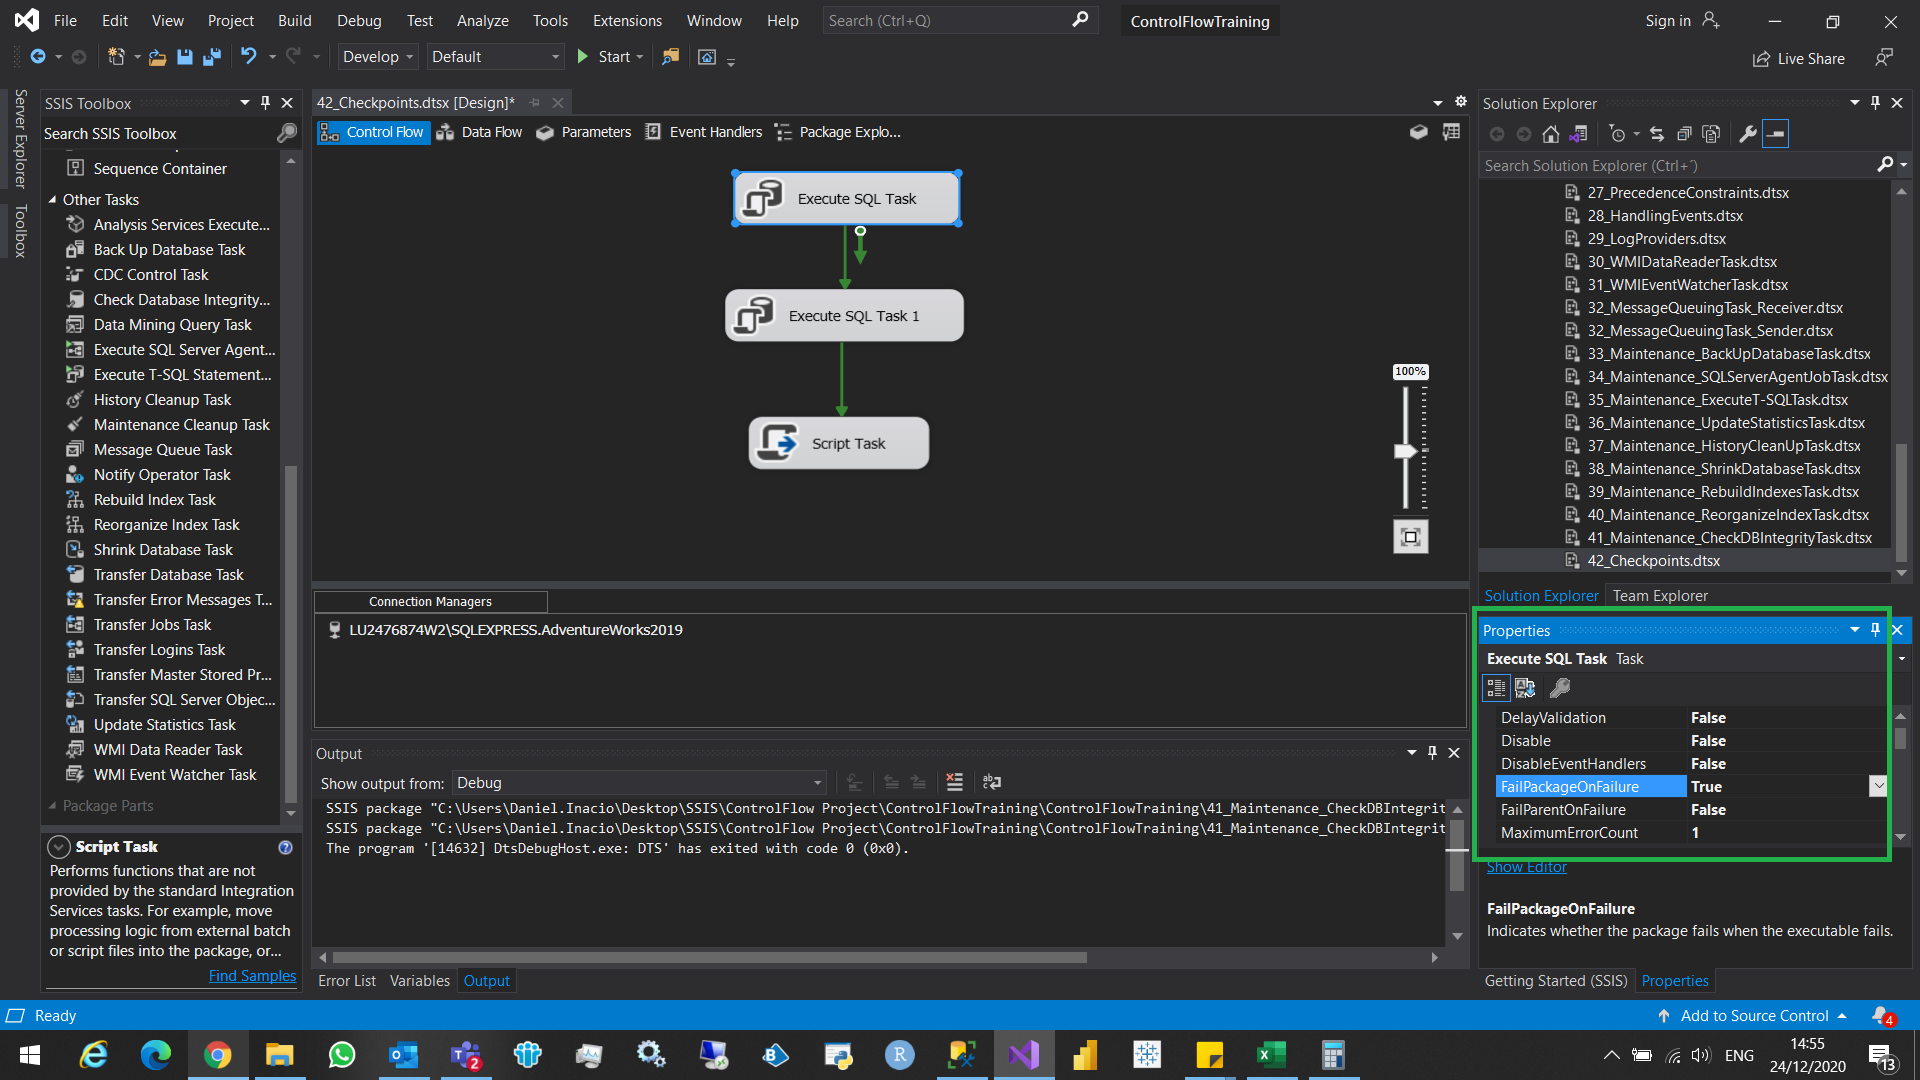 File Edit View Project Build Debug Test Analyze Tools Extensions Window Help Search (Ctrl+Q) ControlFlowTraining Sign in
Develop Default Start Live Share
Server Explorer
Toolbox
SSIS Toolbox
Search SSIS Toolbox
Sequence Container
Other Tasks
Analysis Services Execute...
Back Up Database Task
CDC Control Task
Check Database Integrity...
Data Mining Query Task
Execute SQL Server Agent...
Execute T-SQL Statement...
History Cleanup Task
Maintenance Cleanup Task
Message Queue Task
Notify Operator Task
Rebuild Index Task
Reorganize Index Task
Shrink Database Task
Transfer Database Task
Transfer Error Messages T...
Transfer Jobs Task
Transfer Logins Task
Transfer Master Stored Pr...
Transfer SQL Server Objec...
Update Statistics Task
WMI Data Reader Task
WMI Event Watcher Task
Package Parts
Script Task
Performs functions that are not
provided by the standard Integration
Services tasks. For example, move
processing logic from external batch
or script files into the package, or...
Find Samples
42_Checkpoints.dtsx [Design]*
Control Flow Data Flow Parameters Event Handlers Package Explo...
Execute SQL Task
Execute SQL Task 1
Script Task
100%
Connection Managers
LU2476874W2\SQLEXPRESS.AdventureWorks2019
Output
Show output from: Debug
SSIS package "C:\Users\Daniel.Inacio\Desktop\SSIS\ControlFlow Project\ControlFlowTraining\ControlFlowTraining\41_Maintenance_CheckDBIntegrit
SSIS package "C:\Users\Daniel.Inacio\Desktop\SSIS\ControlFlow Project\ControlFlowTraining\ControlFlowTraining\41_Maintenance_CheckDBIntegrit
The program '[14632] DtsDebugHost.exe: DTS' has exited with code 0 (0x0).
Error List Variables Output
Solution Explorer
Search Solution Explorer (Ctrl+´)
27_PrecedenceConstraints.dtsx
28_HandlingEvents.dtsx
29_LogProviders.dtsx
30_WMIDataReaderTask.dtsx
31_WMIEventWatcherTask.dtsx
32_MessageQueuingTask_Receiver.dtsx
32_MessageQueuingTask_Sender.dtsx
33_Maintenance_BackUpDatabaseTask.dtsx
34_Maintenance_SQLServerAgentJobTask.dtsx
35_Maintenance_ExecuteT-SQLTask.dtsx
36_Maintenance_UpdateStatisticsTask.dtsx
37_Maintenance_HistoryCleanUpTask.dtsx
38_Maintenance_ShrinkDatabaseTask.dtsx
39_Maintenance_RebuildIndexesTask.dtsx
40_Maintenance_ReorganizeIndexTask.dtsx
41_Maintenance_CheckDBIntegrityTask.dtsx
42_Checkpoints.dtsx
Solution Explorer Team Explorer
Properties
Execute SQL Task Task
DelayValidation False
Disable False
DisableEventHandlers False
FailPackageOnFailure True
FailParentOnFailure False
MaximumErrorCount 1
Show Editor
FailPackageOnFailure
Indicates whether the package fails when the executable fails.
Getting Started (SSIS) Properties
Ready Add to Source Control 4
2 R ENG 14:55
24/12/2020 13